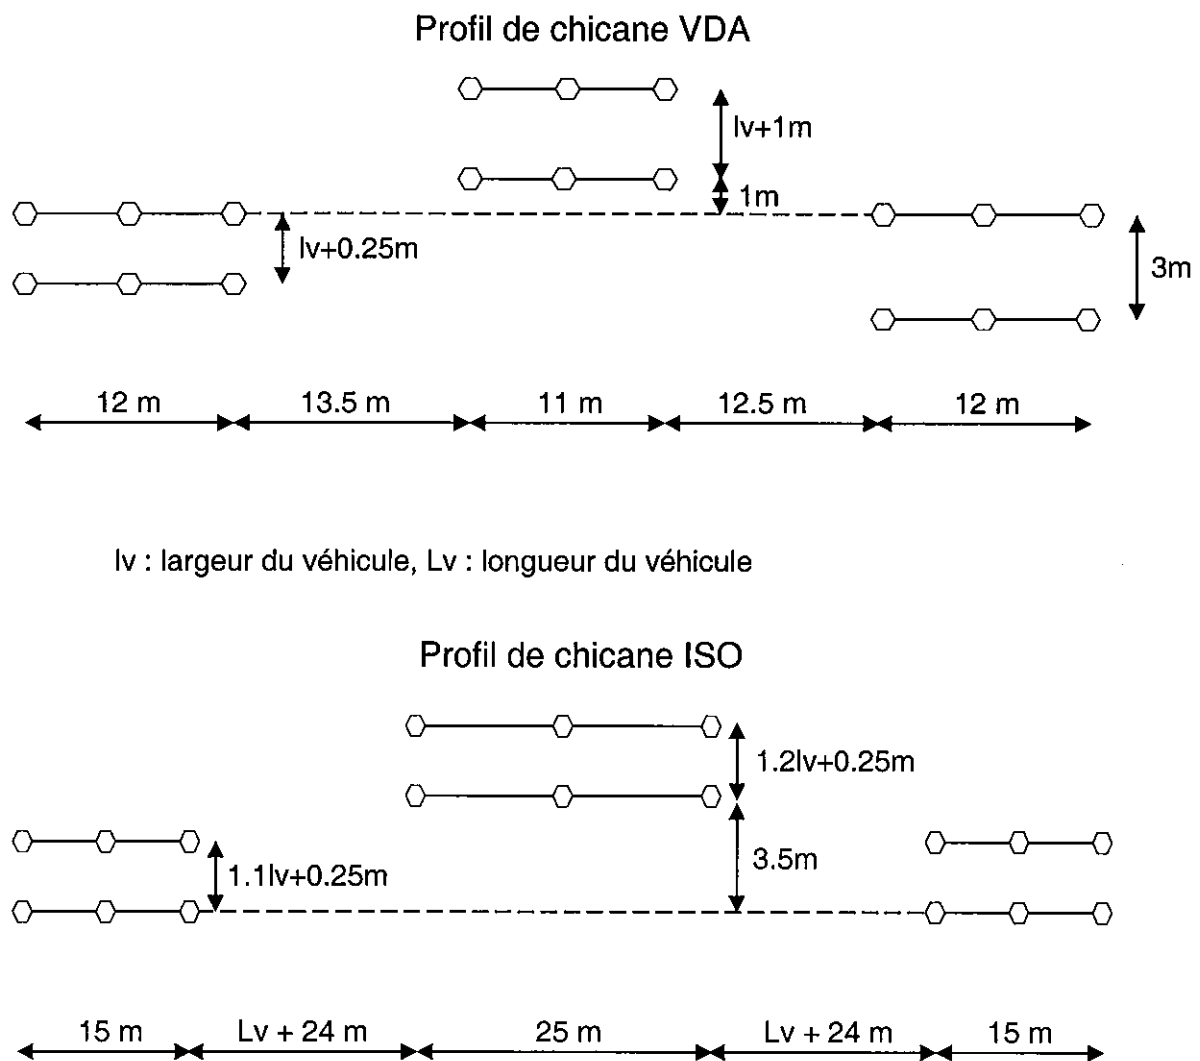 Profil de chicane VDA
lv+1m
1m
lv+0.25m
3m
12 m
13.5 m
11 m
12.5 m
12 m
lv : largeur du véhicule, Lv : longueur du véhicule
Profil de chicane ISO
1.2lv+0.25m
3.5m
1.1lv+0.25m
15 m
Lv + 24 m
25 m
Lv + 24 m
15 m